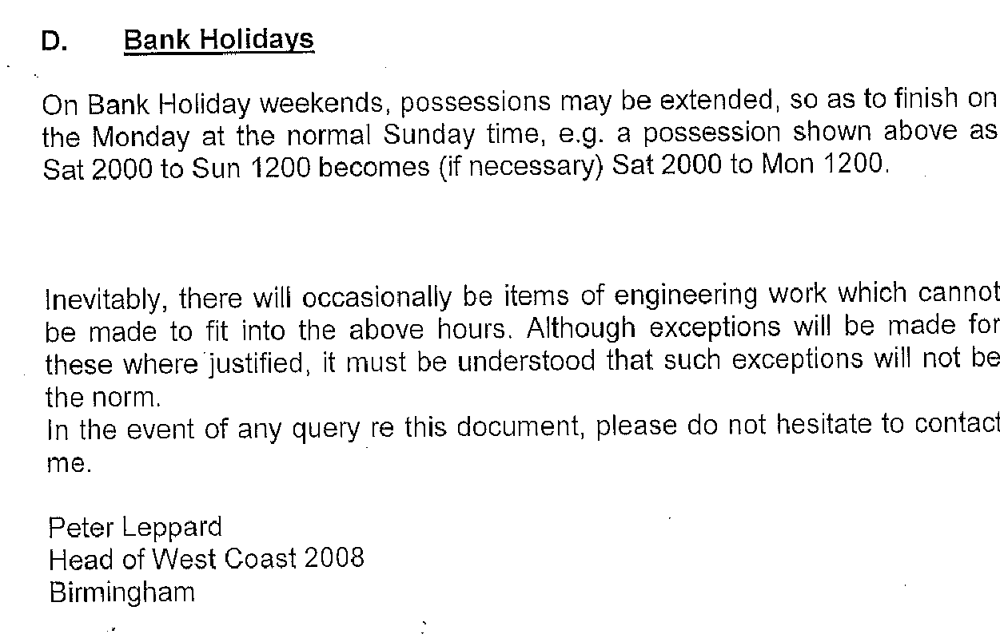 D. Bank Holidays
On Bank Holiday weekends, possessions may be extended, so as to finish on
the Monday at the normal Sunday time, e.g. a possession shown above as
Sat 2000 to Sun 1200 becomes (if necessary) Sat 2000 to Mon 1200.
Inevitably, there will occasionally be items of engineering work which cannot
be made to fit into the above hours. Although exceptions will be made for
these where justified, it must be understood that such exceptions will not be
the norm.
In the event of any query re this document, please do not hesitate to contact
me.
Peter Leppard
Head of West Coast 2008
Birmingham